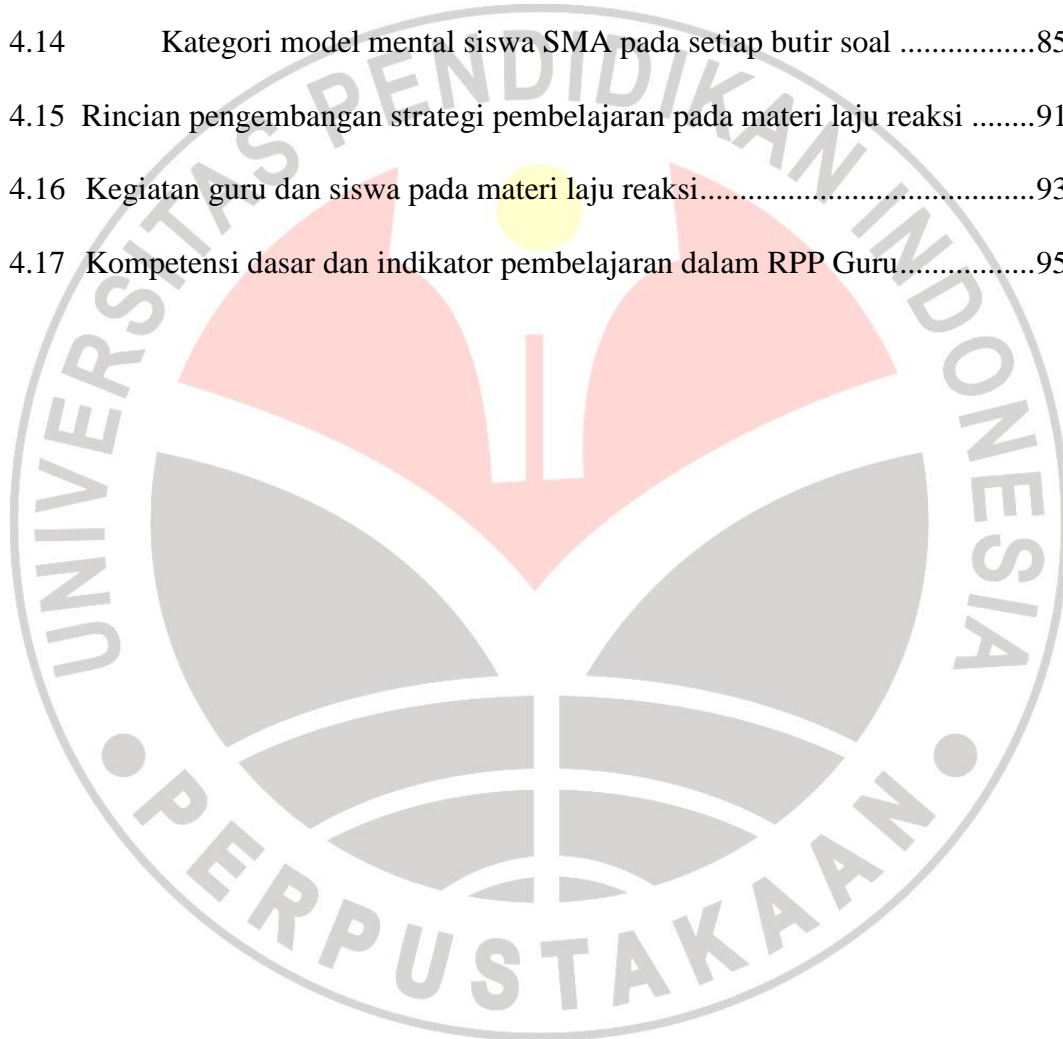 4.14 Kategori model mental siswa SMA pada setiap butir soal .................85
4.15 Rincian pengembangan strategi pembelajaran pada materi laju reaksi ........91
4.16 Kegiatan guru dan siswa pada materi laju reaksi....................................93
4.17 Kompetensi dasar dan indikator pembelajaran dalam RPP Guru.................95
UNIVERSITAS PENDIDIKAN INDONESIA
PERPUSTAKAAN